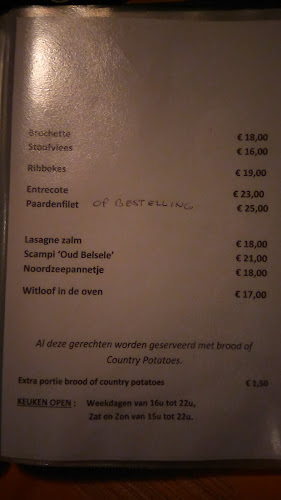 Brochette € 18,00
Stoofvlees € 16,00
Ribbekes € 19,00
Entrecote € 23,00
Paardenfilet OP BESTELLING € 25,00
Lasagne zalm € 18,00
Scampi 'Oud Belsele' € 21,00
Noordzeepannetje € 18,00
Witloof in de oven € 17,00
Al deze gerechten worden geserveerd met brood of
Country Potatoes.
Extra portie brood of country potatoes € 1,50
KEUKEN OPEN : Weekdagen van 16u tot 22u,
Zat en Zon van 15u tot 22u.